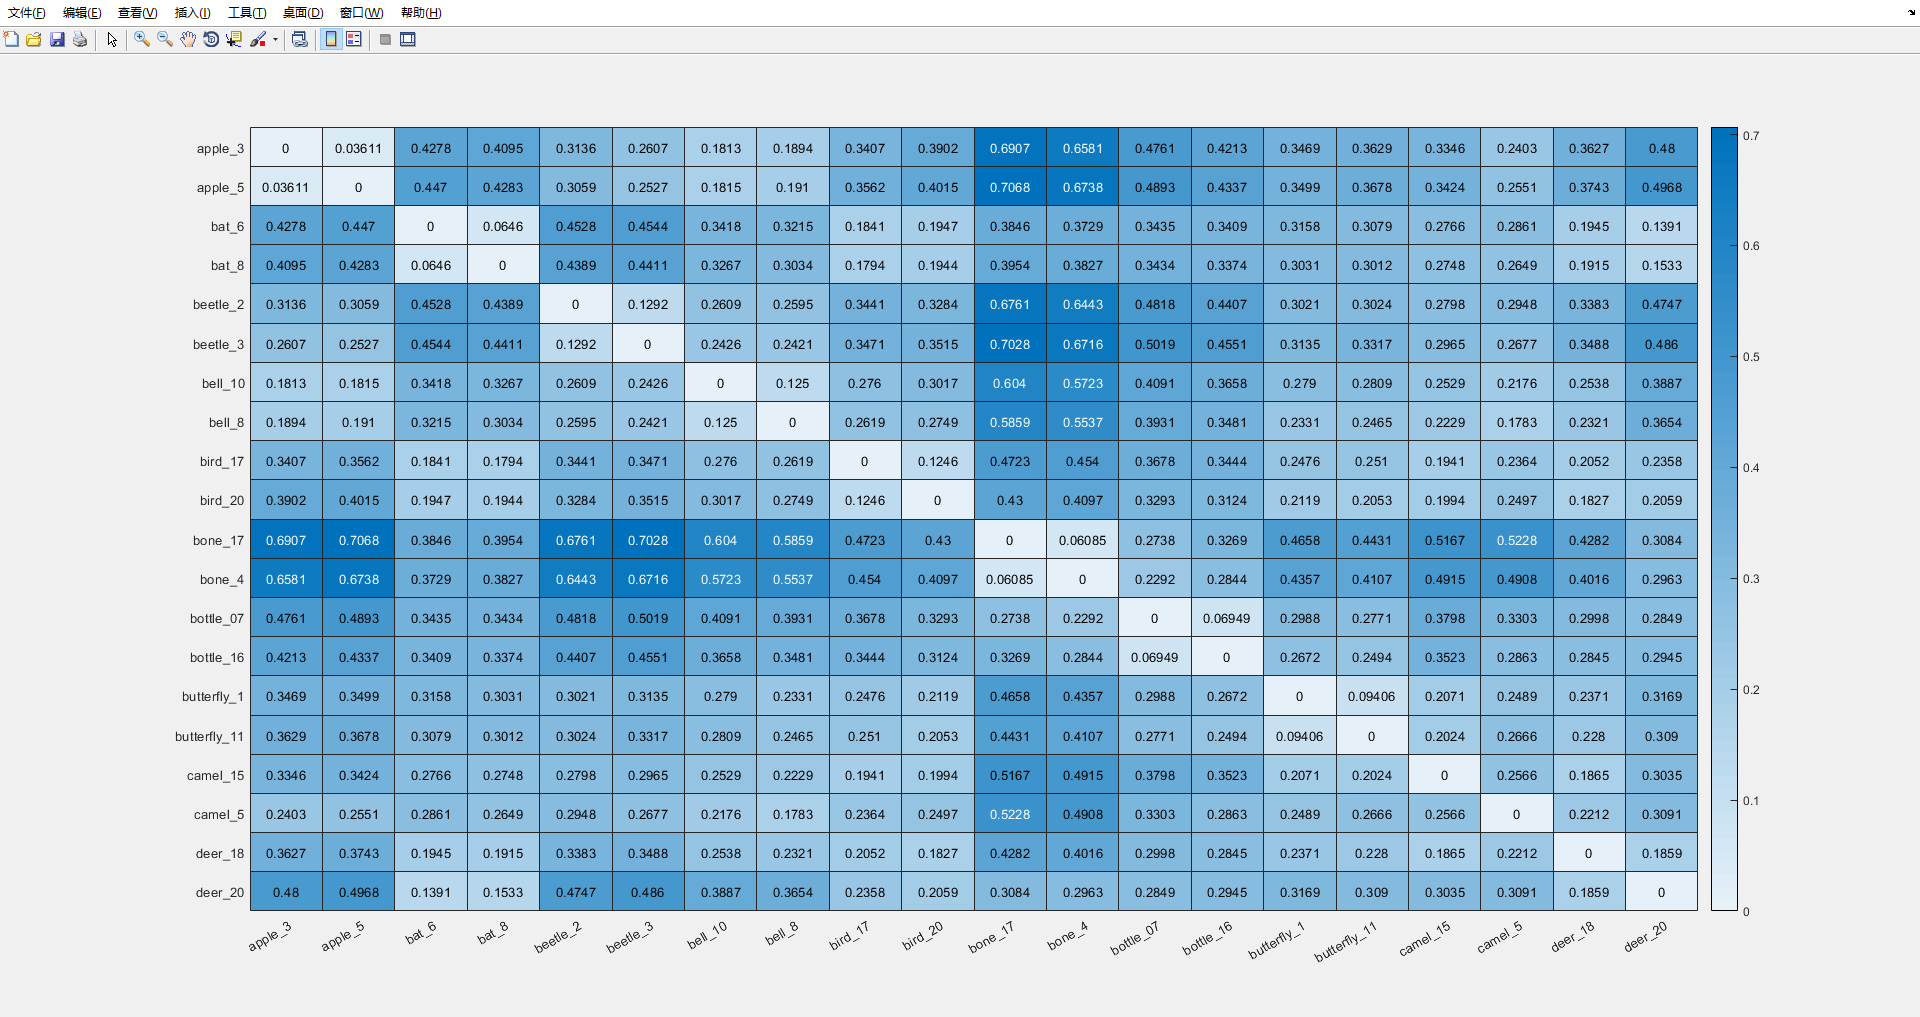 文件(F) 编辑(E) 查看(V) 插入(I) 工具(T) 桌面(D) 窗口(W) 帮助(H)
apple_3 0 0.03611 0.4278 0.4095 0.3136 0.2607 0.1813 0.1894 0.3407 0.3902 0.6907 0.6581 0.4761 0.4213 0.3469 0.3629 0.3346 0.2403 0.3627 0.48 0.7
apple_5 0.03611 0 0.447 0.4283 0.3059 0.2527 0.1815 0.191 0.3562 0.4015 0.7068 0.6738 0.4893 0.4337 0.3499 0.3678 0.3424 0.2551 0.3743 0.4968
bat_6 0.4278 0.447 0 0.0646 0.4528 0.4544 0.3418 0.3215 0.1841 0.1947 0.3846 0.3729 0.3435 0.3409 0.3158 0.3079 0.2766 0.2861 0.1945 0.1391 0.6
bat_8 0.4095 0.4283 0.0646 0 0.4389 0.4411 0.3267 0.3034 0.1794 0.1944 0.3954 0.3827 0.3434 0.3374 0.3031 0.3012 0.2748 0.2649 0.1915 0.1533
beetle_2 0.3136 0.3059 0.4528 0.4389 0 0.1292 0.2609 0.2595 0.3441 0.3284 0.6761 0.6443 0.4818 0.4407 0.3021 0.3024 0.2798 0.2948 0.3383 0.4747
beetle_3 0.2607 0.2527 0.4544 0.4411 0.1292 0 0.2426 0.2421 0.3471 0.3515 0.7028 0.6716 0.5019 0.4551 0.3135 0.3317 0.2965 0.2677 0.3488 0.486 0.5
bell_10 0.1813 0.1815 0.3418 0.3267 0.2609 0.2426 0 0.125 0.276 0.3017 0.604 0.5723 0.4091 0.3658 0.279 0.2809 0.2529 0.2176 0.2538 0.3887
bell_8 0.1894 0.191 0.3215 0.3034 0.2595 0.2421 0.125 0 0.2619 0.2749 0.5859 0.5537 0.3931 0.3481 0.2331 0.2465 0.2229 0.1783 0.2321 0.3654
bird_17 0.3407 0.3562 0.1841 0.1794 0.3441 0.3471 0.276 0.2619 0 0.1246 0.4723 0.454 0.3678 0.3444 0.2476 0.251 0.1941 0.2364 0.2052 0.2358 0.4
bird_20 0.3902 0.4015 0.1947 0.1944 0.3284 0.3515 0.3017 0.2749 0.1246 0 0.43 0.4097 0.3293 0.3124 0.2119 0.2053 0.1994 0.2497 0.1827 0.2059
bone_17 0.6907 0.7068 0.3846 0.3954 0.6761 0.7028 0.604 0.5859 0.4723 0.43 0 0.06085 0.2738 0.3269 0.4658 0.4431 0.5167 0.5228 0.4282 0.3084
bone_4 0.6581 0.6738 0.3729 0.3827 0.6443 0.6716 0.5723 0.5537 0.454 0.4097 0.06085 0 0.2292 0.2844 0.4357 0.4107 0.4915 0.4908 0.4016 0.2963 0.3
bottle_07 0.4761 0.4893 0.3435 0.3434 0.4818 0.5019 0.4091 0.3931 0.3678 0.3293 0.2738 0.2292 0 0.06949 0.2988 0.2771 0.3798 0.3303 0.2998 0.2849
bottle_16 0.4213 0.4337 0.3409 0.3374 0.4407 0.4551 0.3658 0.3481 0.3444 0.3124 0.3269 0.2844 0.06949 0 0.2672 0.2494 0.3523 0.2863 0.2845 0.2945
butterfly_1 0.3469 0.3499 0.3158 0.3031 0.3021 0.3135 0.279 0.2331 0.2476 0.2119 0.4658 0.4357 0.2988 0.2672 0 0.09406 0.2071 0.2489 0.2371 0.3169 0.2
butterfly_11 0.3629 0.3678 0.3079 0.3012 0.3024 0.3317 0.2809 0.2465 0.251 0.2053 0.4431 0.4107 0.2771 0.2494 0.09406 0 0.2024 0.2666 0.228 0.309
camel_15 0.3346 0.3424 0.2766 0.2748 0.2798 0.2965 0.2529 0.2229 0.1941 0.1994 0.5167 0.4915 0.3798 0.3523 0.2071 0.2024 0 0.2566 0.1865 0.3035
camel_5 0.2403 0.2551 0.2861 0.2649 0.2948 0.2677 0.2176 0.1783 0.2364 0.2497 0.5228 0.4908 0.3303 0.2863 0.2489 0.2666 0.2566 0 0.2212 0.3091 0.1
deer_18 0.3627 0.3743 0.1945 0.1915 0.3383 0.3488 0.2538 0.2321 0.2052 0.1827 0.4282 0.4016 0.2998 0.2845 0.2371 0.228 0.1865 0.2212 0 0.1859
deer_20 0.48 0.4968 0.1391 0.1533 0.4747 0.486 0.3887 0.3654 0.2358 0.2059 0.3084 0.2963 0.2849 0.2945 0.3169 0.309 0.3035 0.3091 0.1859 0 0
apple_3 apple_5 bat_6 bat_8 beetle_2 beetle_3 bell_10 bell_8 bird_17 bird_20 bone_17 bone_4 bottle_07 bottle_16 butterfly_1 butterfly_11 camel_15 camel_5 deer_18 deer_20